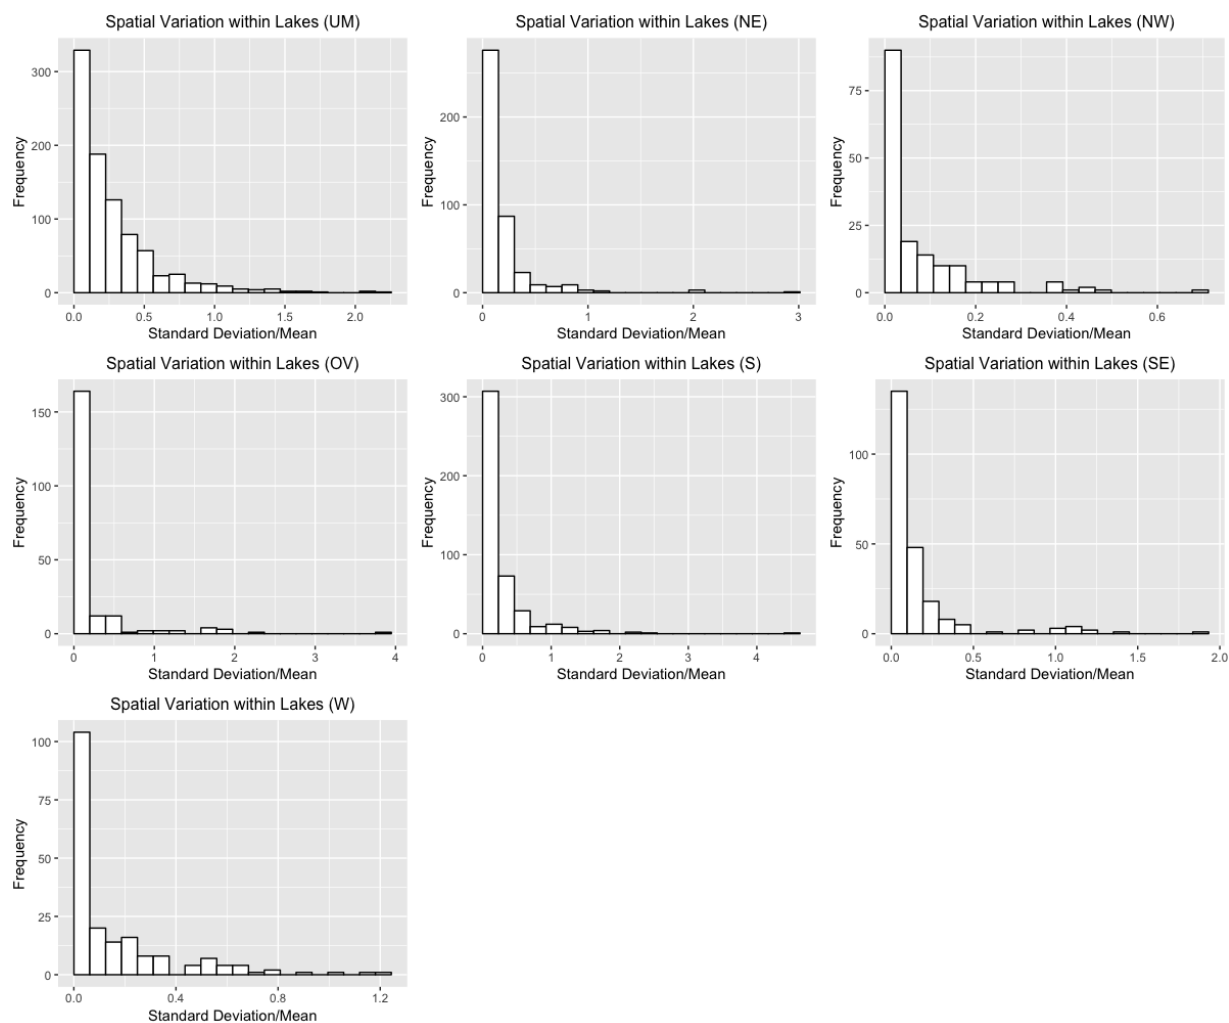 Spatial Variation within Lakes (UM)
300
200
100
0
Frequency
0.0 0.5 1.0 1.5 2.0
Standard Deviation/Mean
Spatial Variation within Lakes (NE)
200
100
0
Frequency
0 1 2 3
Standard Deviation/Mean
Spatial Variation within Lakes (NW)
75
50
25
0
Frequency
0.0 0.2 0.4 0.6
Standard Deviation/Mean
Spatial Variation within Lakes (OV)
150
100
50
0
Frequency
0 1 2 3 4
Standard Deviation/Mean
Spatial Variation within Lakes (S)
300
200
100
0
Frequency
0 1 2 3 4
Standard Deviation/Mean
Spatial Variation within Lakes (SE)
100
50
0
Frequency
0.0 0.5 1.0 1.5 2.0
Standard Deviation/Mean
Spatial Variation within Lakes (W)
100
75
50
25
0
Frequency
0.0 0.4 0.8 1.2
Standard Deviation/Mean